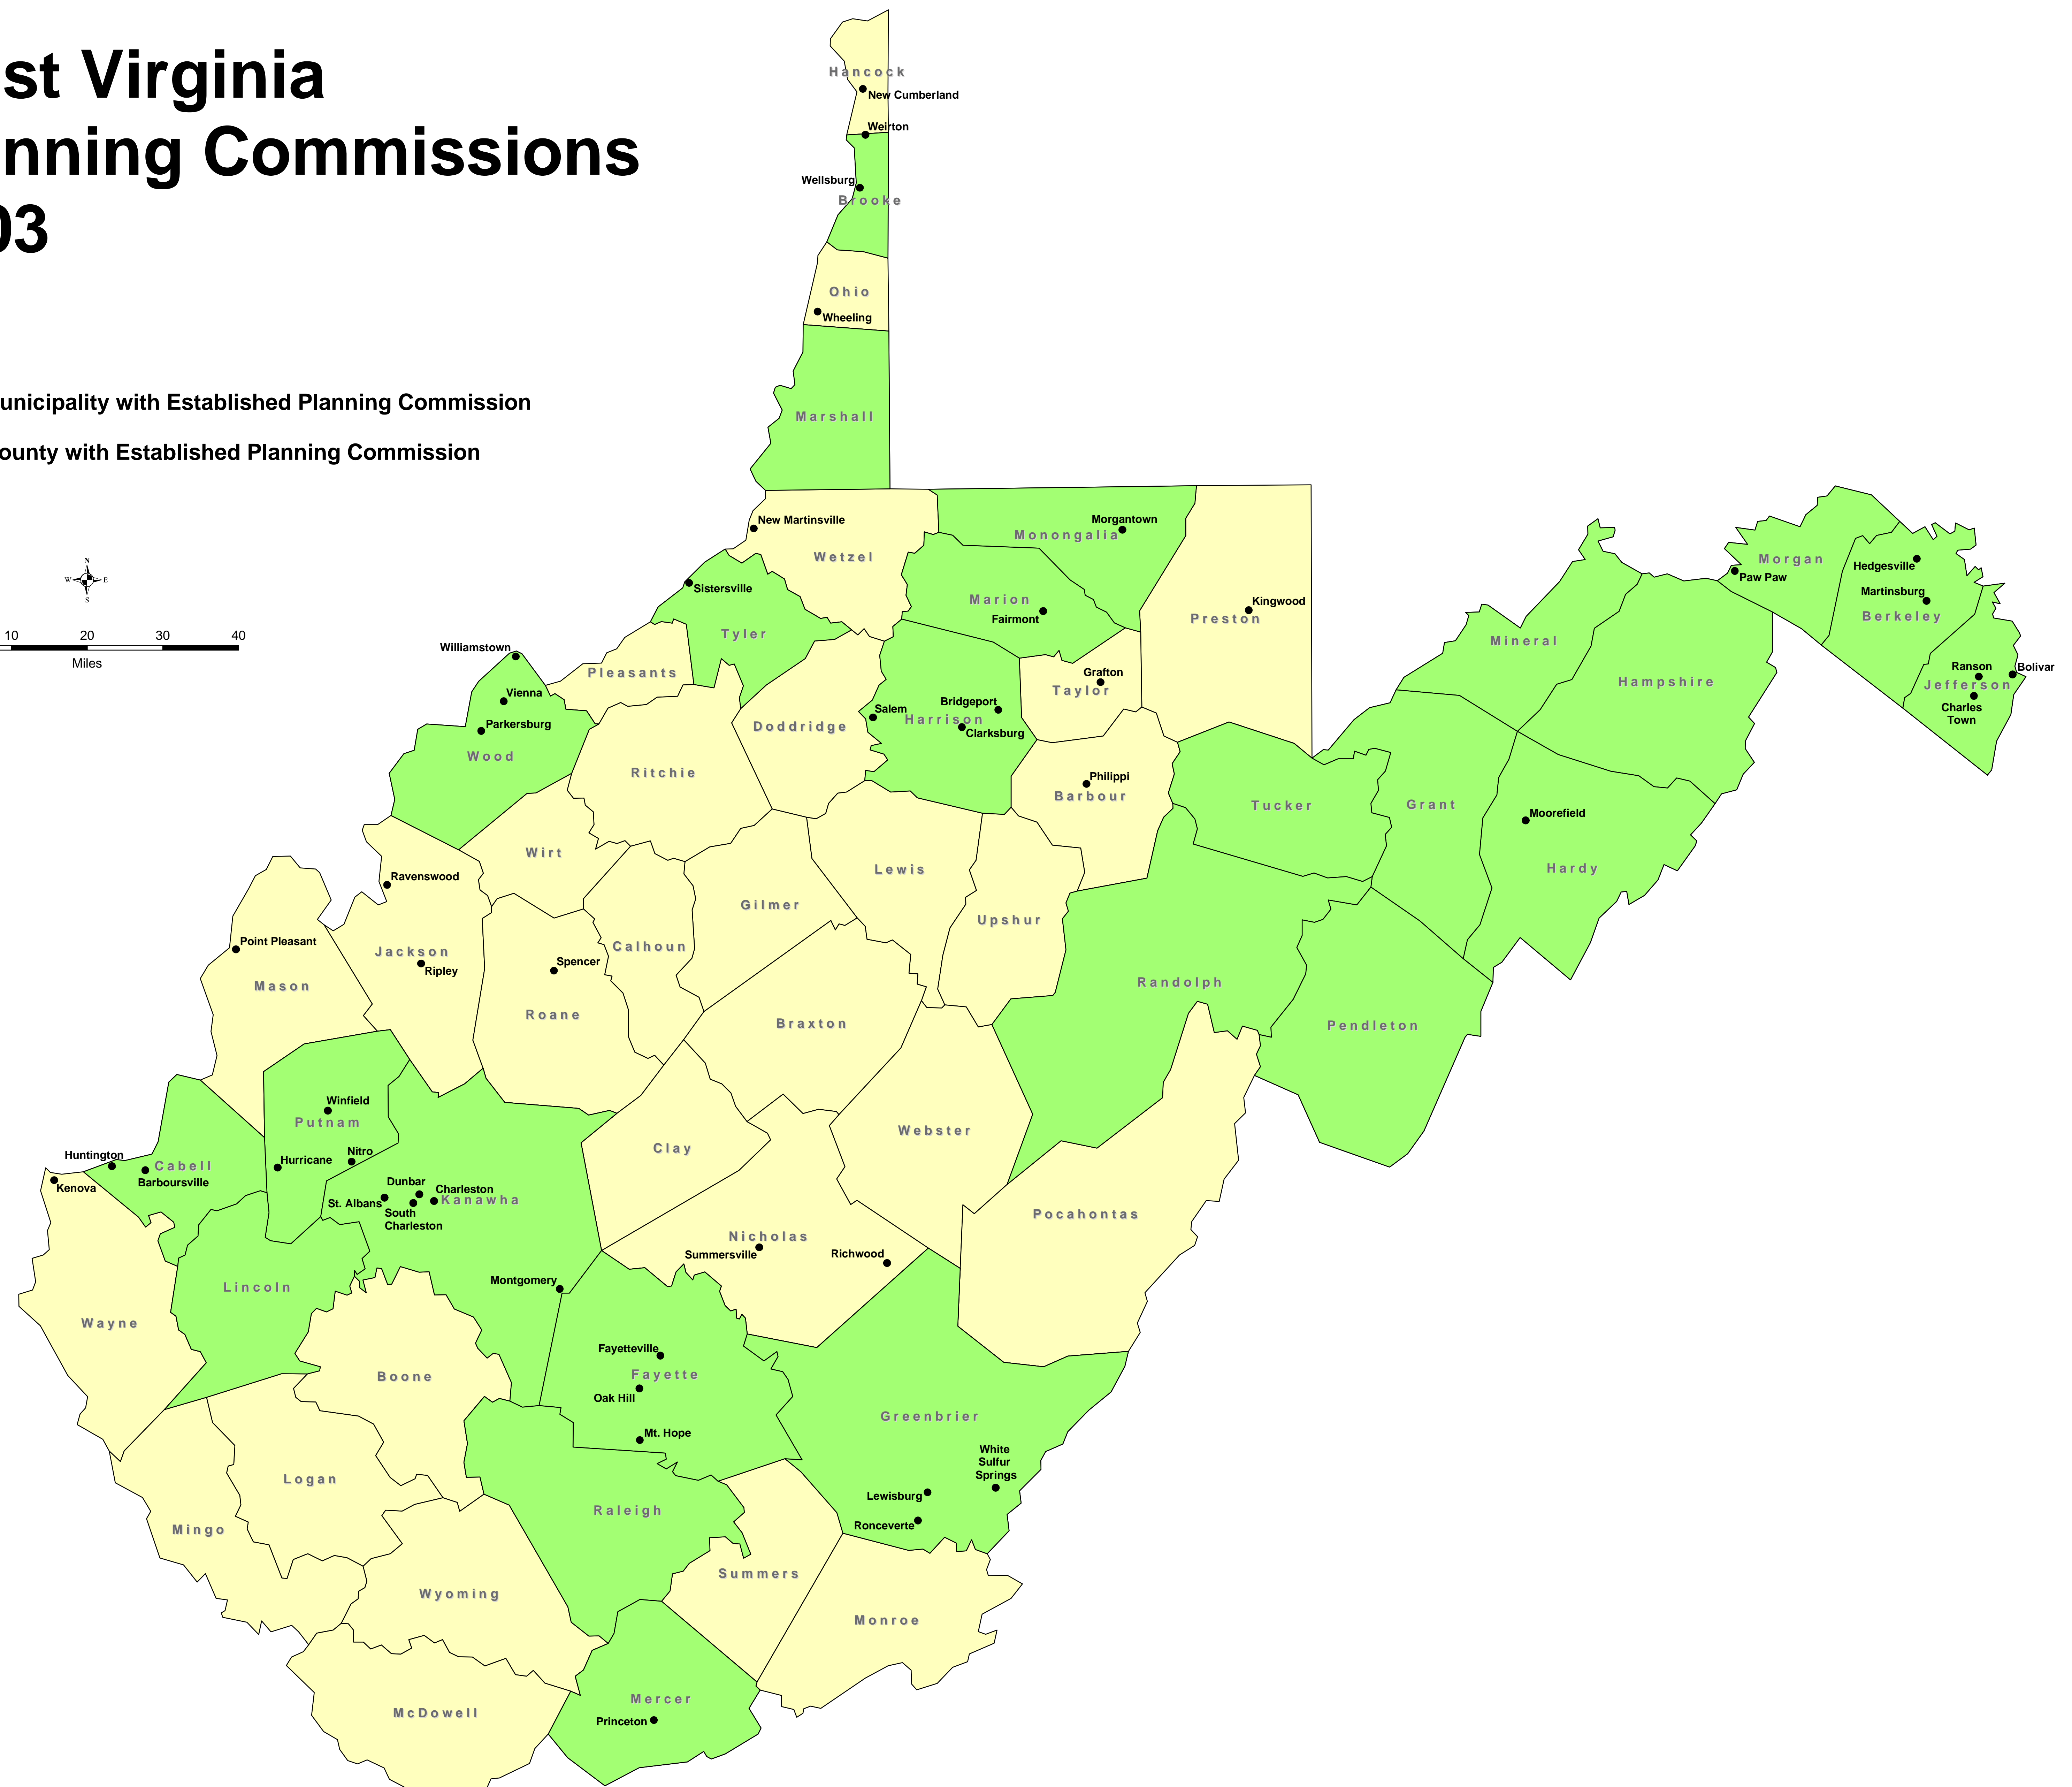 st Virginia
nning Commissions
03
unicipality with Established Planning Commission
ounty with Established Planning Commission
N
W E
S
10 20 30 40
Miles
Hancock
New Cumberland
Weirton
Wellsburg
Brooke
Ohio
Wheeling
Marshall
New Martinsville
Wetzel
Morgantown
Monongalia
Sistersville
Tyler
Marion
Fairmont
Kingwood
Preston
Morgan
Paw Paw
Hedgesville
Martinsburg
Berkeley
Mineral
Hampshire
Ranson
Bolivar
Jefferson
Charles
Town
Williamstown
Vienna
Parkersburg
Wood
Pleasants
Ritchie
Doddridge
Salem
Bridgeport
Harrison
Clarksburg
Grafton
Taylor
Philippi
Barbour
Tucker
Grant
Moorefield
Hardy
Wirt
Ravenswood
Jackson
Ripley
Point Pleasant
Mason
Spencer
Roane
Calhoun
Gilmer
Lewis
Upshur
Randolph
Pendleton
Braxton
Webster
Clay
Winfield
Putnam
Nitro
Hurricane
Huntington
Cabell
Barboursville
Kenova
Dunbar
Charleston
St. Albans
Kanawha
South
Charleston
Pocahontas
Nicholas
Summersville
Richwood
Lincoln
Wayne
Montgomery
Boone
Fayetteville
Fayette
Oak Hill
Mt. Hope
Greenbrier
White
Sulfur
Springs
Lewisburg
Ronceverte
Logan
Mingo
Raleigh
Summers
Wyoming
Monroe
McDowell
Mercer
Princeton